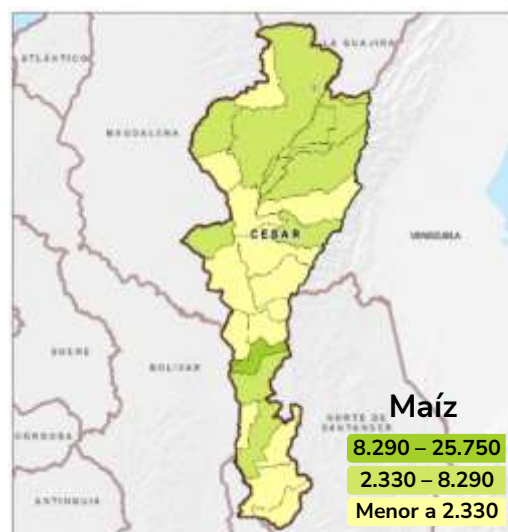 LA GUAJIRA
ATLÁNTICO
MAGDALENA
CESAR
VENEZUELA
SUCRE
BOLÍVAR
NORTE DE
SANTANDER
CÓRDOBA
ANTIOQUIA
Maíz
8.290 – 25.750
2.330 – 8.290
Menor a 2.330